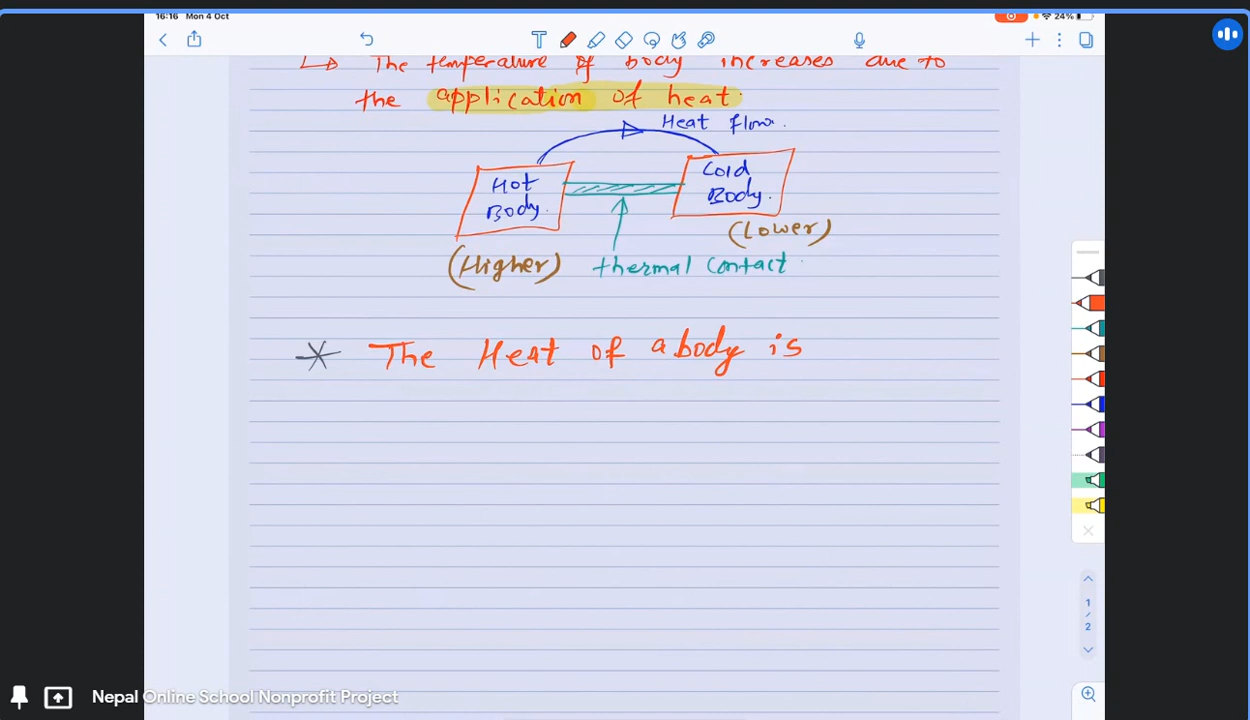 16:16 Mon 4 Oct
24%
↳ The temperature of body increases due to
the application of heat.
Heat flow.
Hot
Body.
Cold
Body.
(Lower)
(Higher)
thermal contact.
* The Heat of a body is
1
/
2
Nepal Online School Nonprofit Project